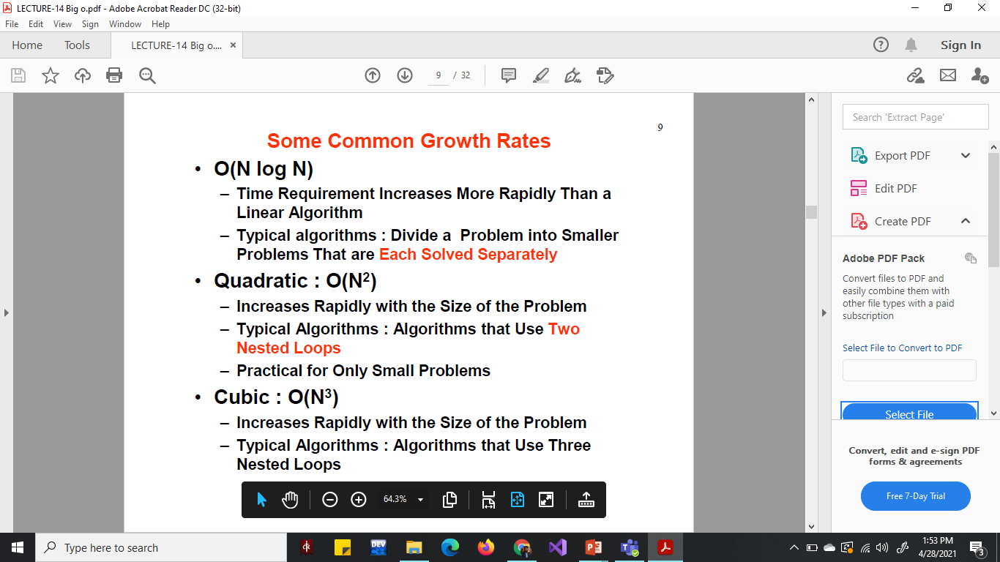 LECTURE-14 Big o.pdf - Adobe Acrobat Reader DC (32-bit)
File Edit View Sign Window Help
Home Tools LECTURE-14 Big o.... × Sign In
9 / 32
9
Some Common Growth Rates
• O(N log N)
– Time Requirement Increases More Rapidly Than a
Linear Algorithm
– Typical algorithms : Divide a Problem into Smaller
Problems That are Each Solved Separately
• Quadratic : O(N²)
– Increases Rapidly with the Size of the Problem
– Typical Algorithms : Algorithms that Use Two
Nested Loops
– Practical for Only Small Problems
• Cubic : O(N³)
– Increases Rapidly with the Size of the Problem
– Typical Algorithms : Algorithms that Use Three
Nested Loops
64.3%
Search 'Extract Page'
Export PDF
Edit PDF
Create PDF
Adobe PDF Pack
Convert files to PDF and
easily combine them with
other file types with a paid
subscription
Select File to Convert to PDF
Select File
Convert, edit and e-sign PDF
forms & agreements
Free 7-Day Trial
Type here to search
DEV
1:53 PM
4/28/2021
3